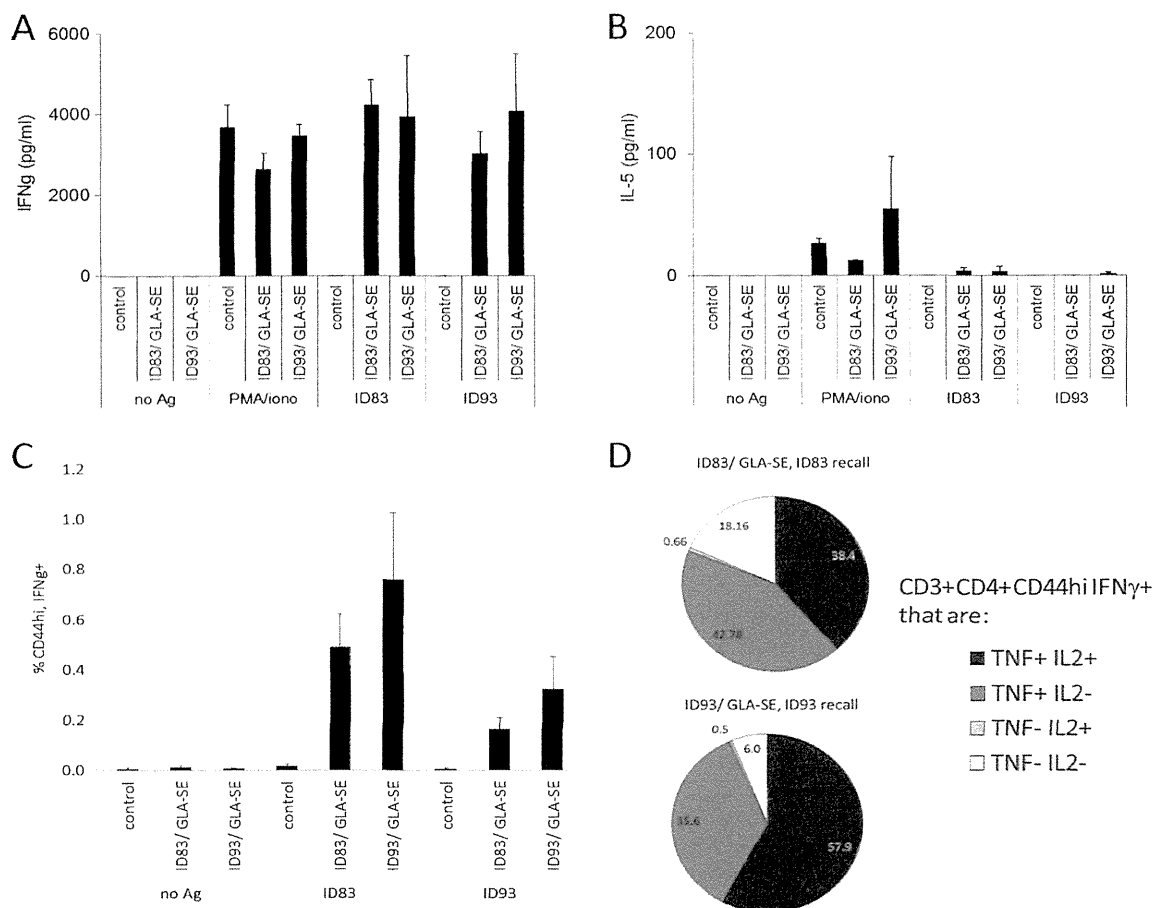 A
6000
4000
2000
0
IFNg (pg/ml)
control
ID83/ GLA-SE
ID93/ GLA-SE
control
ID83/ GLA-SE
ID93/ GLA-SE
control
ID83/ GLA-SE
ID93/ GLA-SE
control
ID83/ GLA-SE
ID93/ GLA-SE
no Ag
PMA/iono
ID83
ID93
B
200
100
0
IL-5 (pg/ml)
control
ID83/ GLA-SE
ID93/ GLA-SE
control
ID83/ GLA-SE
ID93/ GLA-SE
control
ID83/ GLA-SE
ID93/ GLA-SE
control
ID83/ GLA-SE
ID93/ GLA-SE
no Ag
PMA/iono
ID83
ID93
C
1.2
1.0
0.8
0.6
0.4
0.2
0.0
% CD44hi, IFNg+
control
ID83/ GLA-SE
ID93/ GLA-SE
control
ID83/ GLA-SE
ID93/ GLA-SE
control
ID83/ GLA-SE
ID93/ GLA-SE
no Ag
ID83
ID93
D
ID83/ GLA-SE, ID83 recall
18.16
0.66
38.4
42.78
ID93/ GLA-SE, ID93 recall
0.5
6.0
35.6
57.9
CD3+CD4+CD44hi IFNγ+
that are:
TNF+ IL2+
TNF+ IL2-
TNF- IL2+
TNF- IL2-